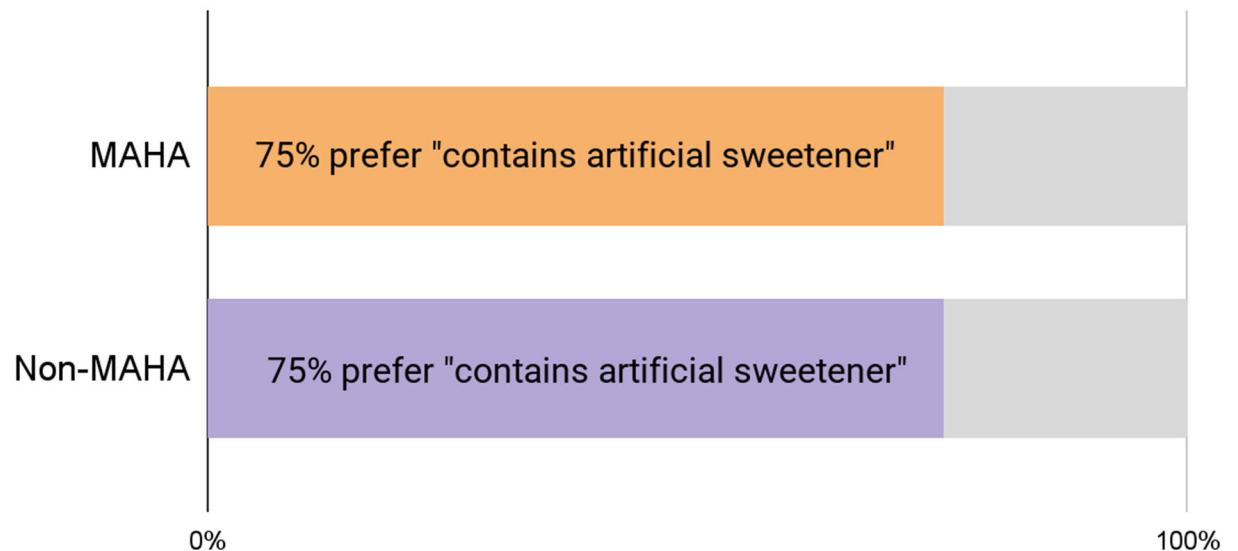 MAHA
75% prefer "contains artificial sweetener"
Non-MAHA
75% prefer "contains artificial sweetener"
0%
100%